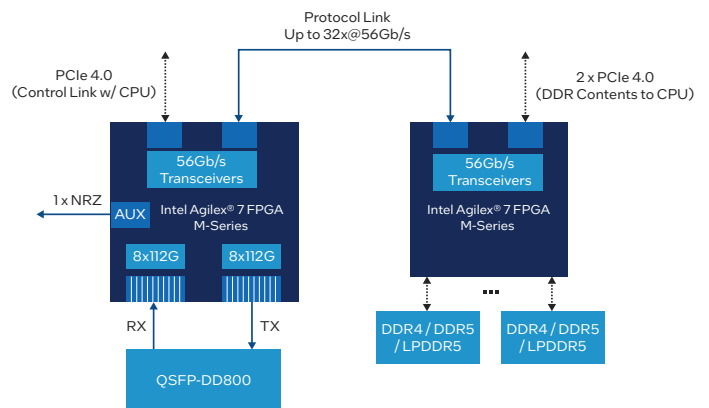 Protocol Link
Up to 32x@56Gb/s
PCIe 4.0
(Control Link w/ CPU)
2 x PCIe 4.0
(DDR Contents to CPU)
56Gb/s
Transceivers
56Gb/s
Transceivers
1 x NRZ
AUX
Intel Agilex® 7 FPGA
M-Series
Intel Agilex® 7 FPGA
M-Series
8x112G
8x112G
...
RX
TX
DDR4 / DDR5
/ LPDDR5
DDR4 / DDR5
/ LPDDR5
QSFP-DD800